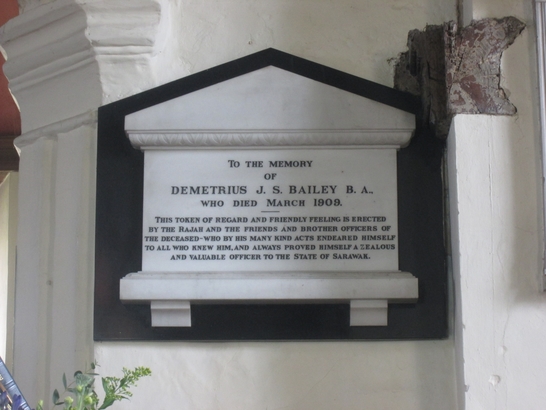 TO THE MEMORY
OF
DEMETRIUS J. S. BAILEY B. A.,
WHO DIED MARCH 1909.
THIS TOKEN OF REGARD AND FRIENDLY FEELING IS ERECTED
BY THE RAJAH AND THE FRIENDS AND BROTHER OFFICERS OF
THE DECEASED-WHO BY HIS MANY KIND ACTS ENDEARED HIMSELF
TO ALL WHO KNEW HIM, AND ALWAYS PROVED HIMSELF A ZEALOUS
AND VALUABLE OFFICER TO THE STATE OF SARAWAK.